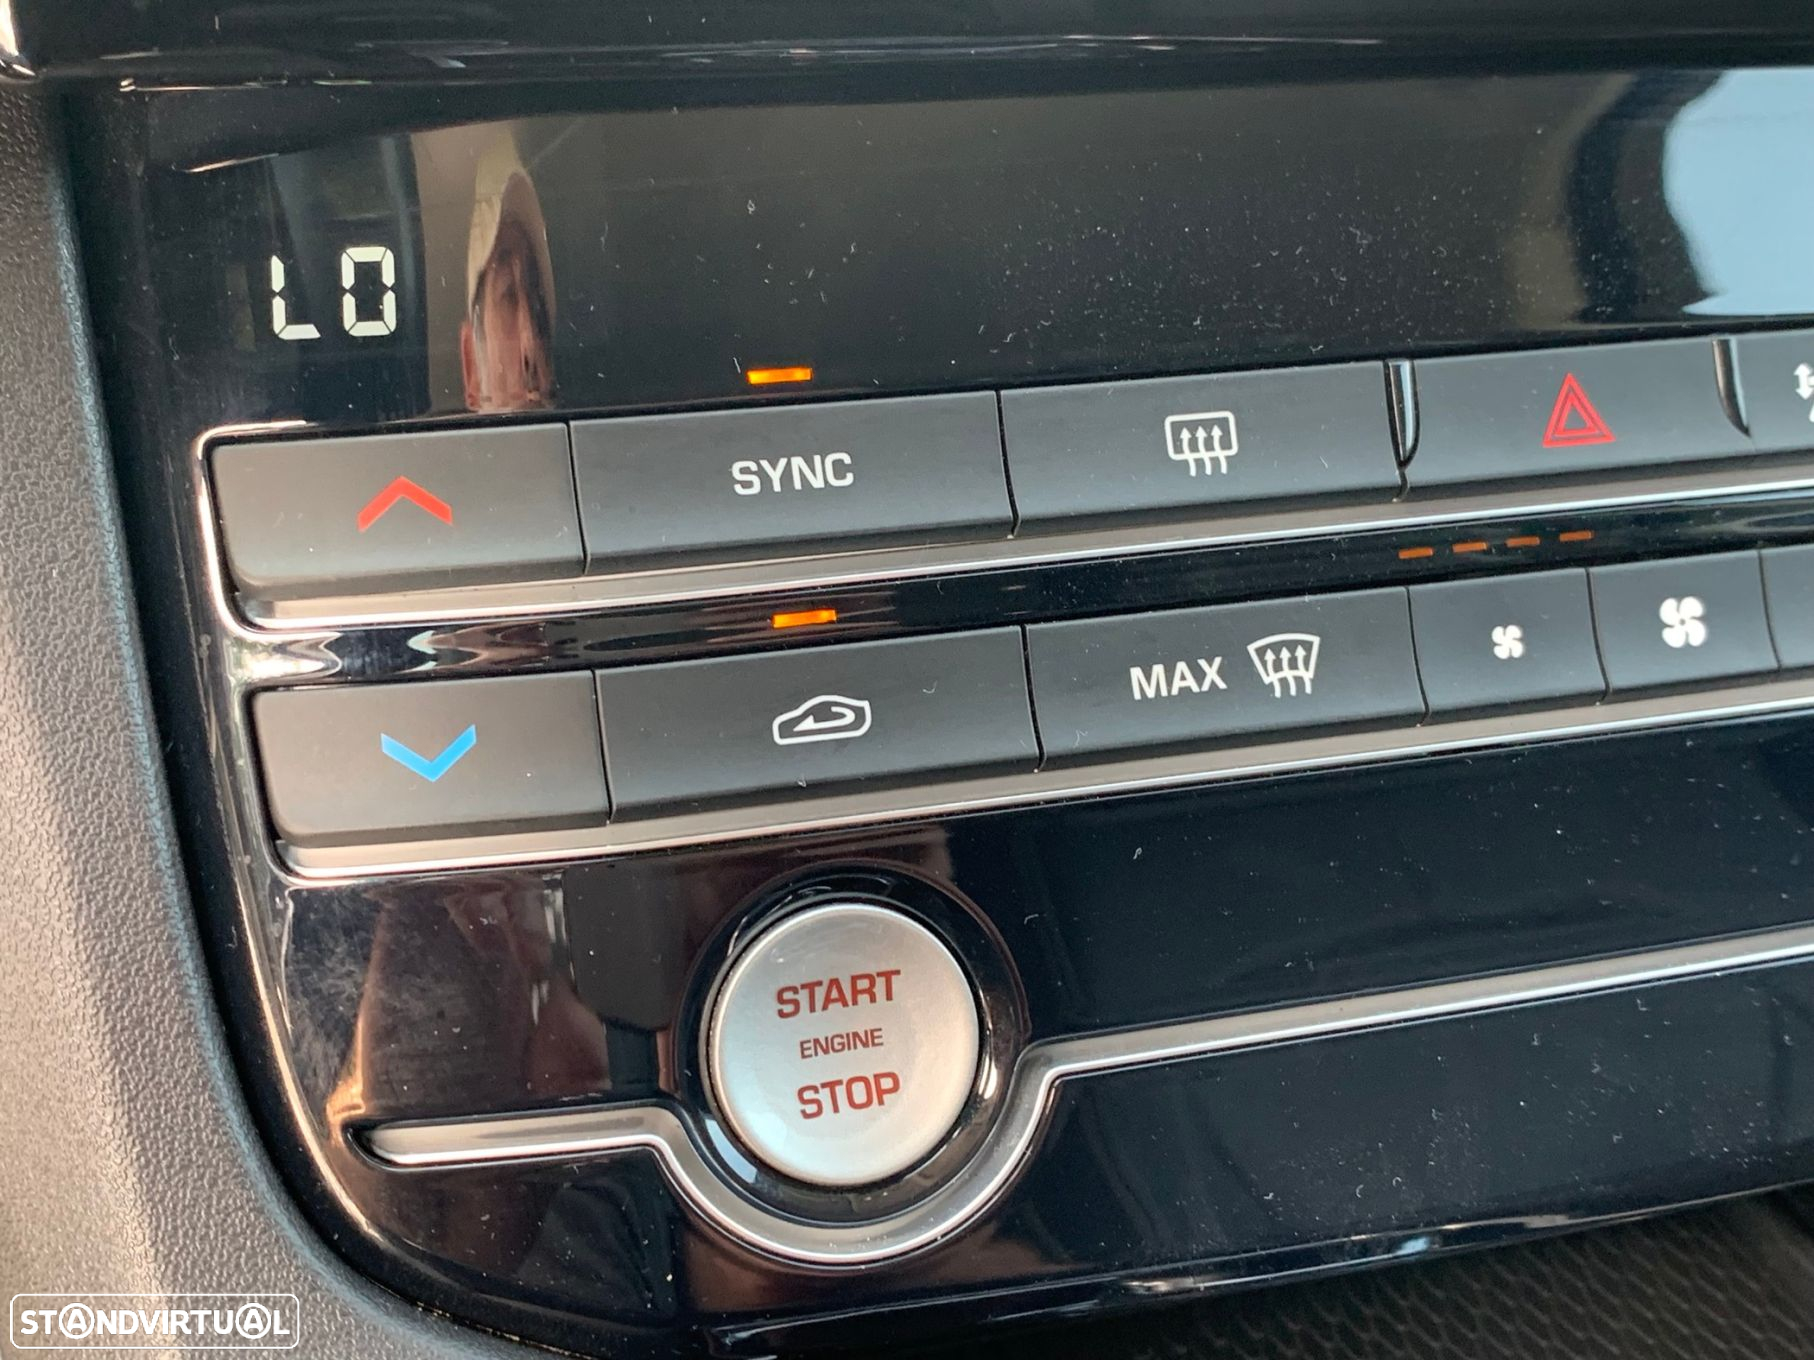 LO
SYNC
MAX
START
ENGINE
STOP
STANDVIRTUAL